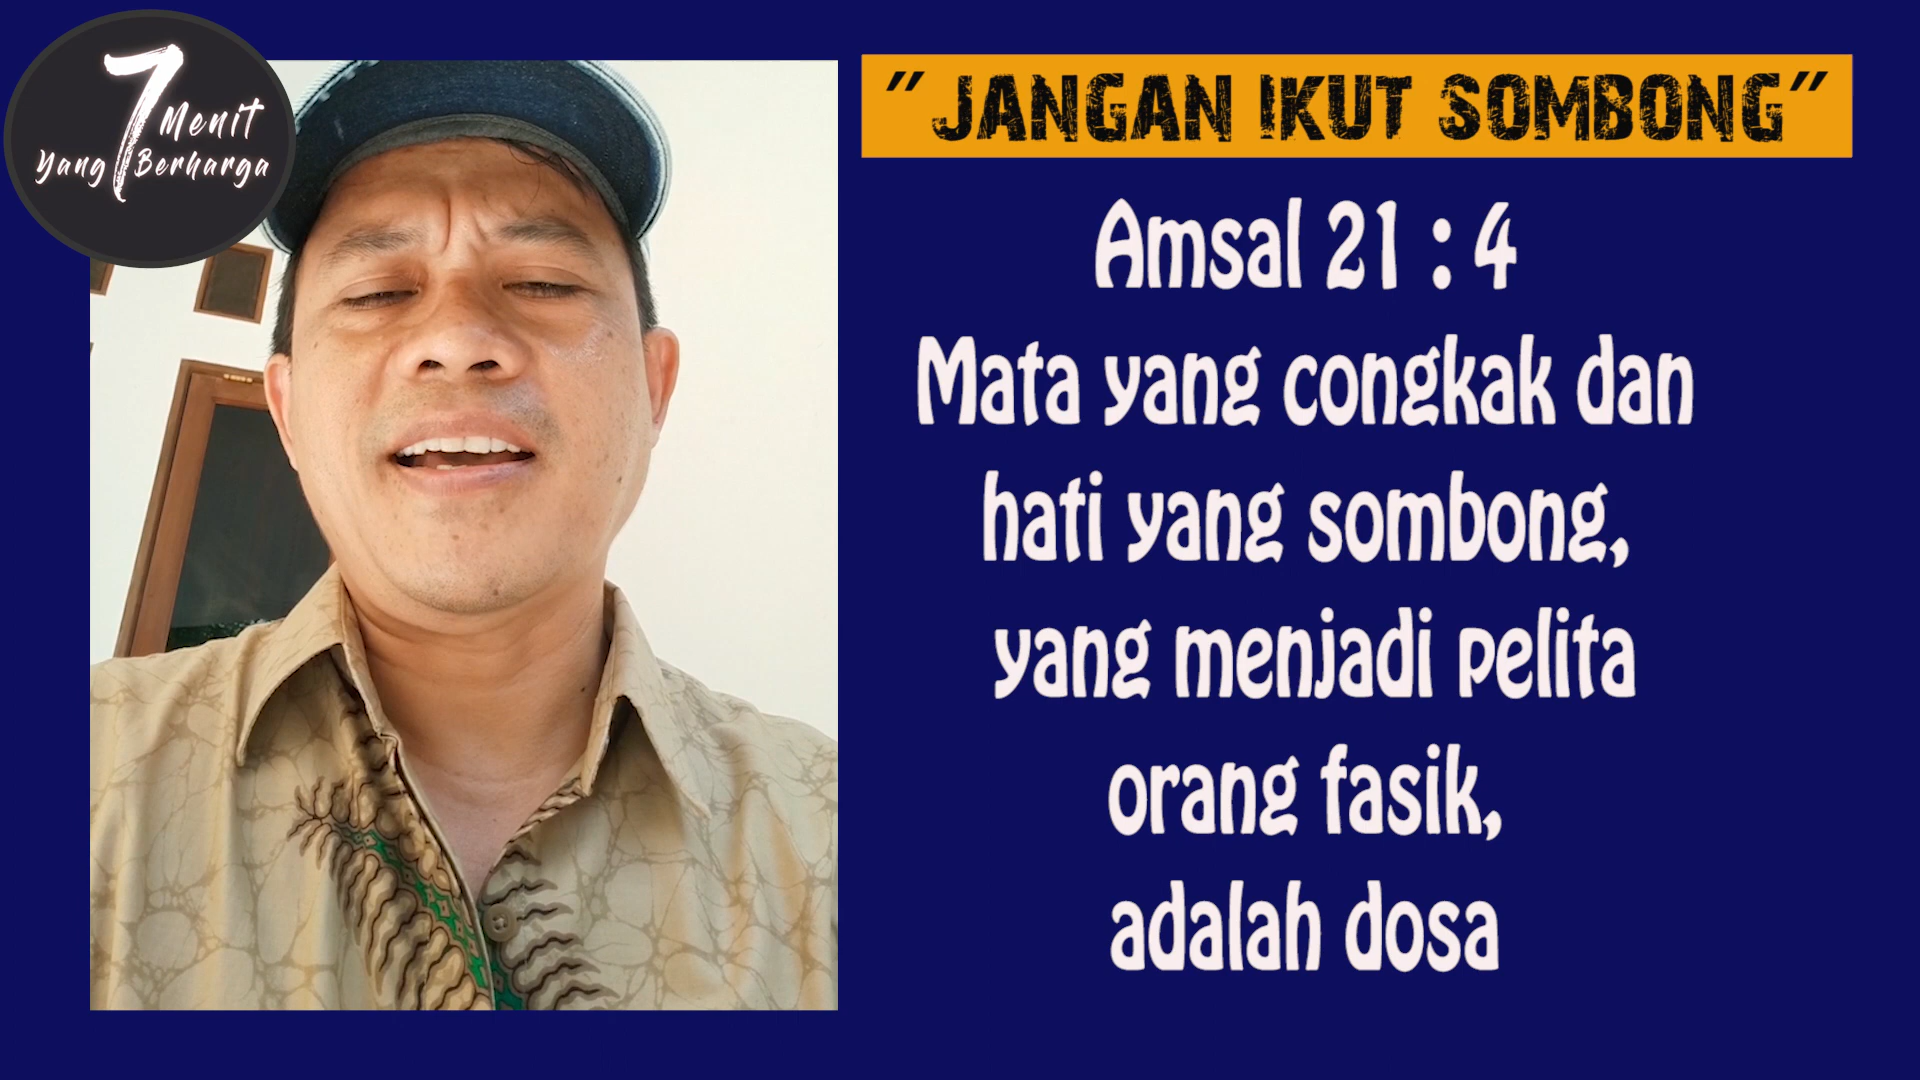 7 Menit
Yang Berharga
"JANGAN IKUT SOMBONG"
Amsal 21 : 4
Mata yang congkak dan
hati yang sombong,
yang menjadi pelita
orang fasik,
adalah dosa